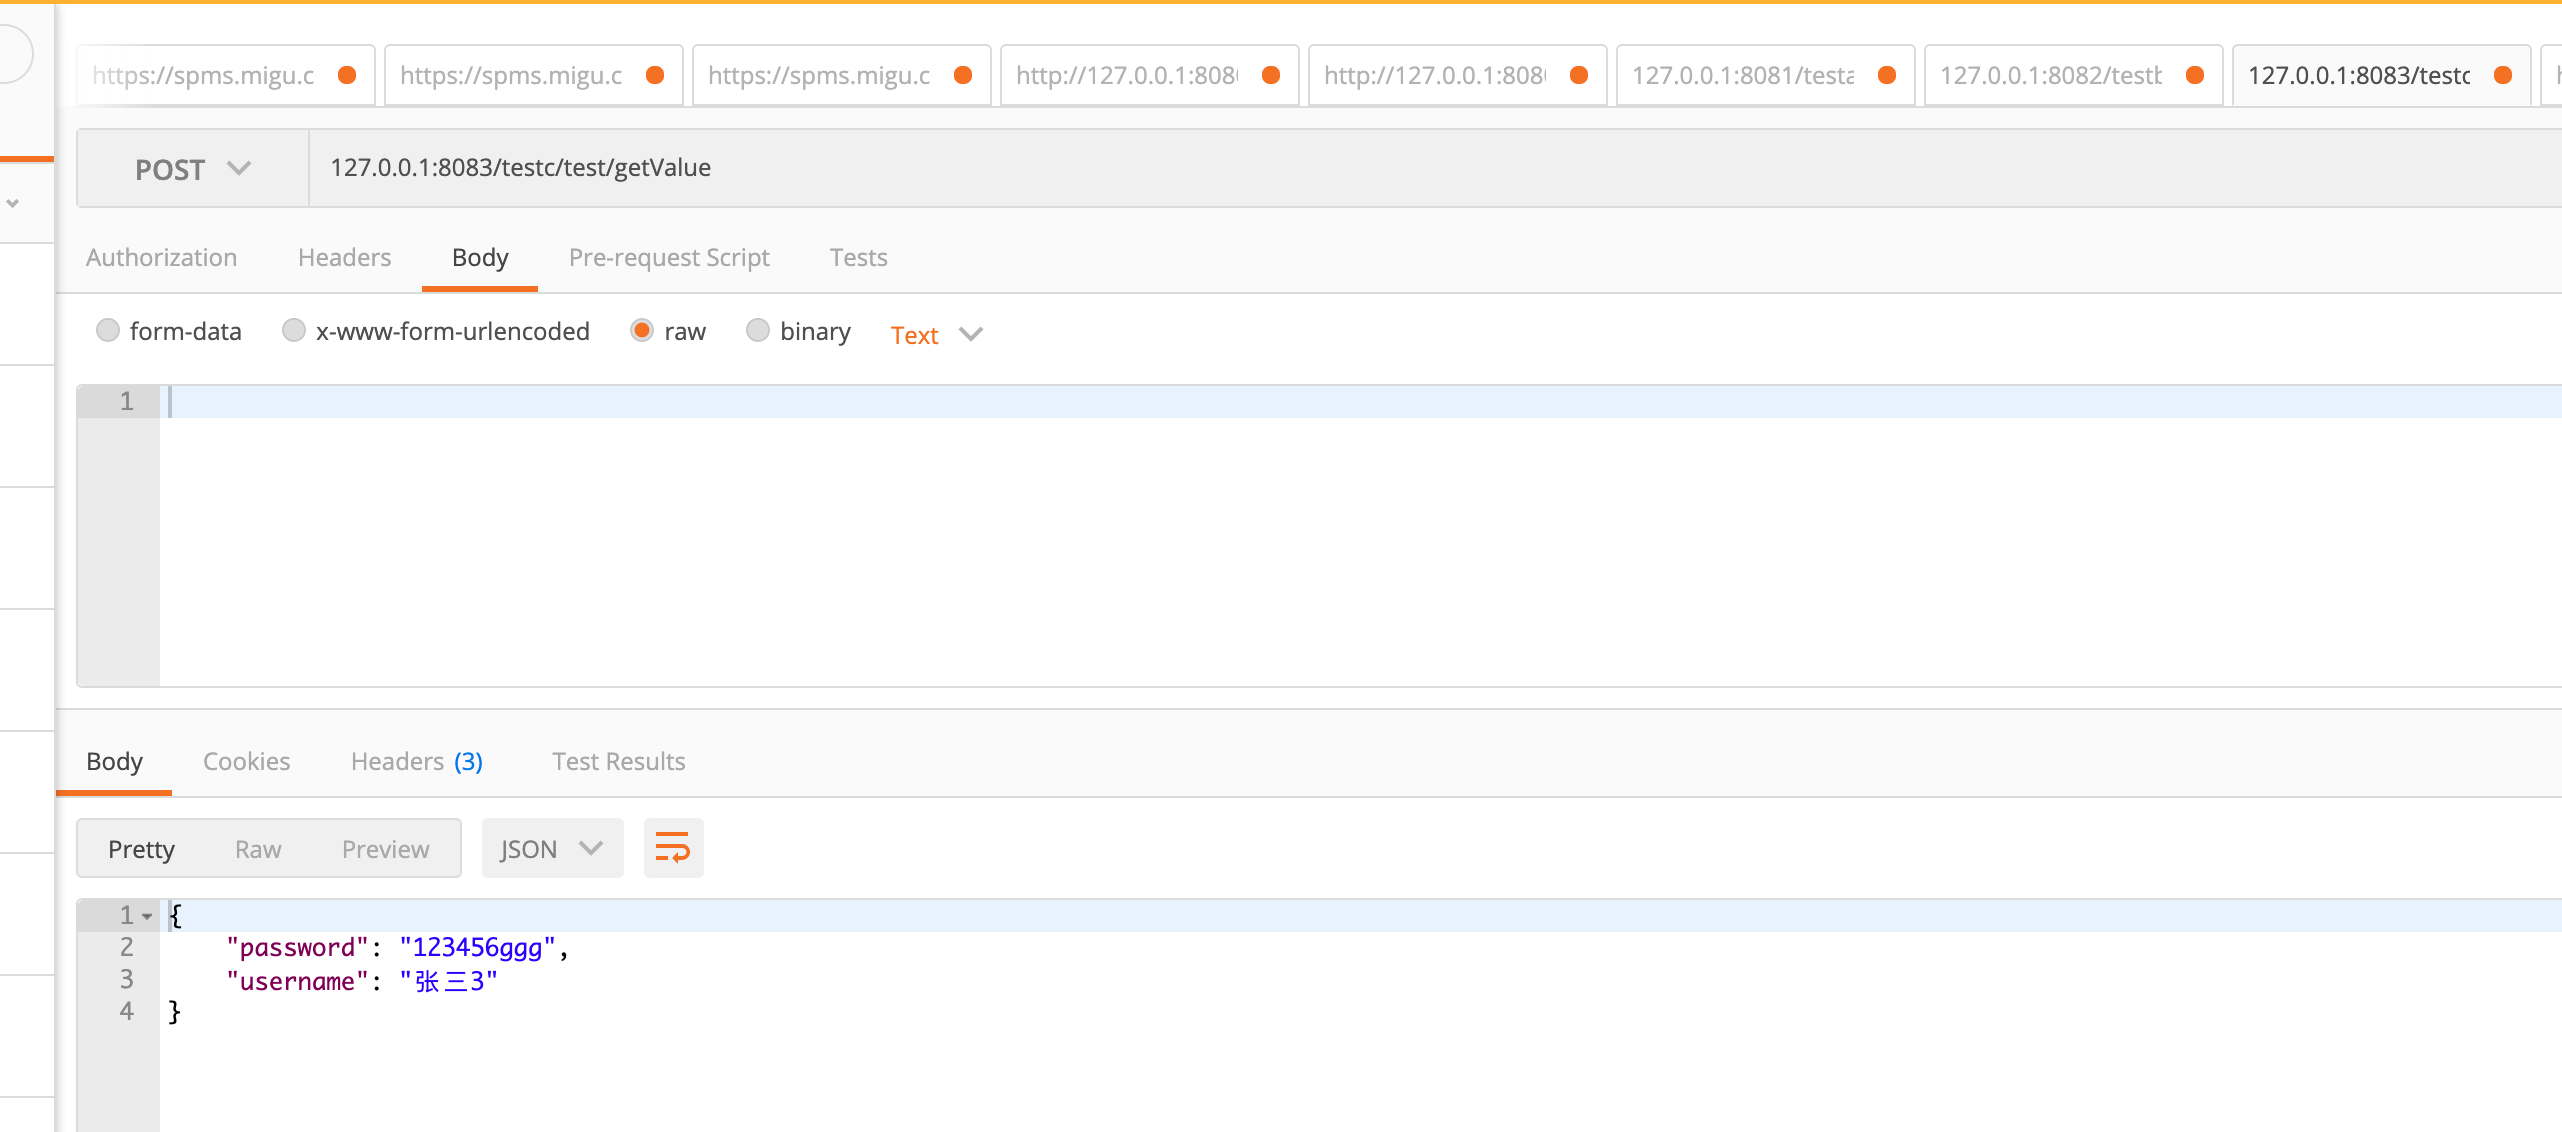 https://spms.migu.c https://spms.migu.c https://spms.migu.c http://127.0.0.1:808 http://127.0.0.1:808 127.0.0.1:8081/testa 127.0.0.1:8082/testb 127.0.0.1:8083/testc
POST 127.0.0.1:8083/testc/test/getValue
Authorization Headers Body Pre-request Script Tests
form-data x-www-form-urlencoded raw binary Text
1
Body Cookies Headers (3) Test Results
Pretty Raw Preview JSON
1 {
2 "password": "123456ggg",
3 "username": "张三3"
4 }